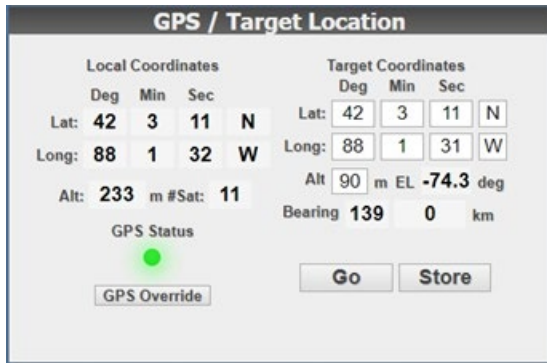 GPS / Target Location
Local Coordinates
Deg Min Sec
Lat: 42 3 11 N
Long: 88 1 32 W
Alt: 233 m #Sat: 11
GPS Status
GPS Override
Target Coordinates
Deg Min Sec
Lat: 42 3 11 N
Long: 88 1 31 W
Alt 90 m EL -74.3 deg
Bearing 139 0 km
Go Store